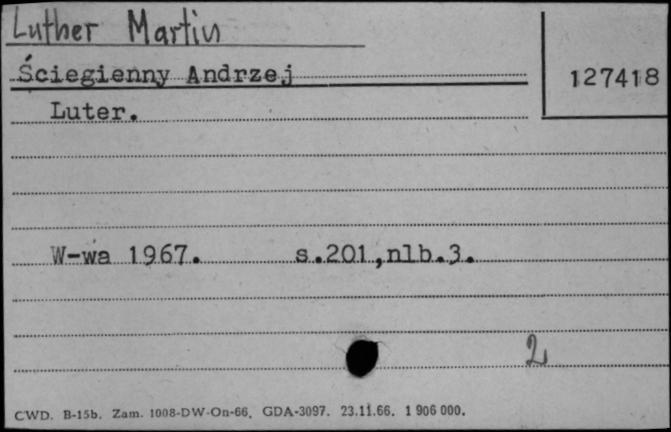 Luther Martin
Ściegienny Andrzej
127418
Luter.
W-wa 1967. s.201,nlb.3.
2
CWD. B-15b. Zam. 1008-DW-On-66. GDA-3097. 23.11.66. 1 906 000.